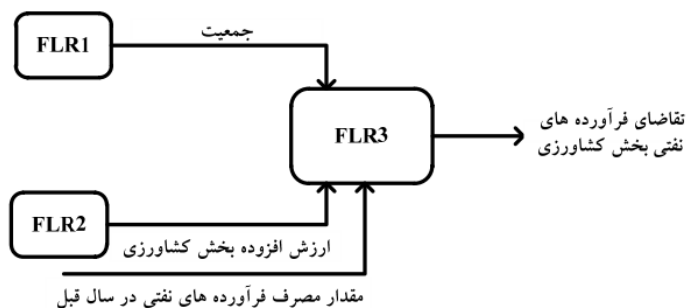 FLR1
جمعیت
FLR3
تقاضای فرآورده های
نفتی بخش کشاورزی
FLR2
ارزش افزوده بخش کشاورزی
مقدار مصرف فرآورده های نفتی در سال قبل